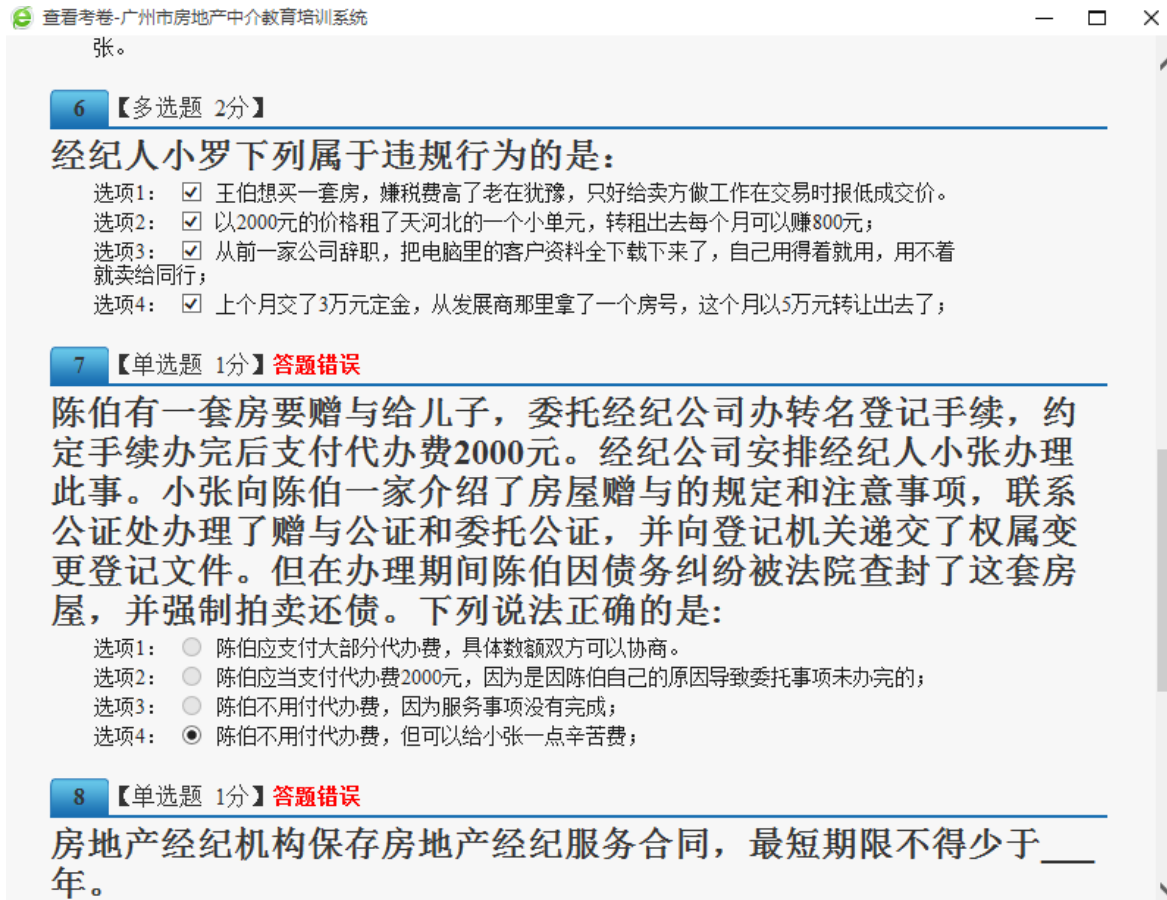 查看考卷-广州市房地产中介教育培训系统
张。
6 【多选题 2分】
经纪人小罗下列属于违规行为的是：
选项1： 王伯想买一套房，嫌税费高了老在犹豫，只好给卖方做工作在交易时报低成交价。
选项2： 以2000元的价格租了天河北的一个小单元，转租出去每个月可以赚800元；
选项3： 从前一家公司辞职，把电脑里的客户资料全下载下来了，自己用得着就用，用不着
就卖给同行；
选项4： 上个月交了3万元定金，从发展商那里拿了一个房号，这个月以5万元转让出去了；
7 【单选题 1分】答题错误
陈伯有一套房要赠与给儿子，委托经纪公司办转名登记手续，约
定手续办完后支付代办费2000元。经纪公司安排经纪人小张办理
此事。小张向陈伯一家介绍了房屋赠与的规定和注意事项，联系
公证处办理了赠与公证和委托公证，并向登记机关递交了权属变
更登记文件。但在办理期间陈伯因债务纠纷被法院查封了这套房
屋，并强制拍卖还债。下列说法正确的是:
选项1： 陈伯应支付大部分代办费，具体数额双方可以协商。
选项2： 陈伯应当支付代办费2000元，因为是因陈伯自己的原因导致委托事项未办完的；
选项3： 陈伯不用付代办费，因为服务事项没有完成；
选项4： 陈伯不用付代办费，但可以给小张一点辛苦费；
8 【单选题 1分】答题错误
房地产经纪机构保存房地产经纪服务合同，最短期限不得少于___
年。